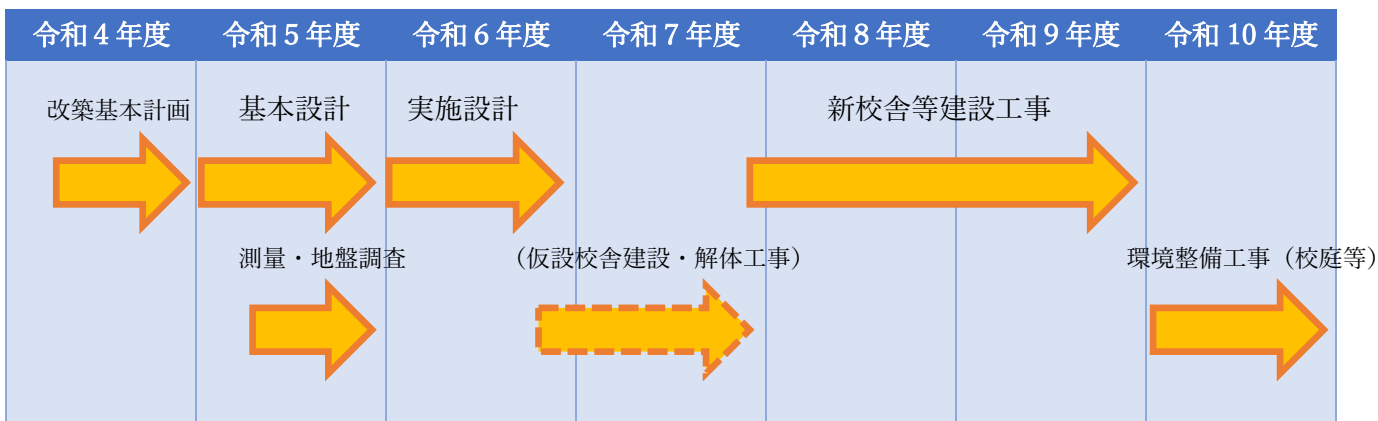 令和 4 年度 令和 5 年度 令和 6 年度 令和 7 年度 令和 8 年度 令和 9 年度 令和 10 年度
改築基本計画 基本設計 実施設計 新校舎等建設工事
測量・地盤調査 (仮設校舎建設・解体工事) 環境整備工事(校庭等)